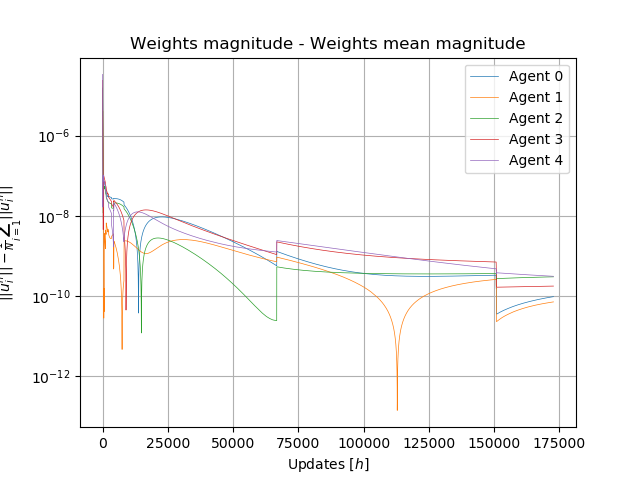 Weights magnitude - Weights mean magnitude
Agent 0
Agent 1
Agent 2
Agent 3
Agent 4
10⁻⁶
10⁻⁸
10⁻¹⁰
10⁻¹²
0 25000 50000 75000 100000 125000 150000 175000
Updates [h]